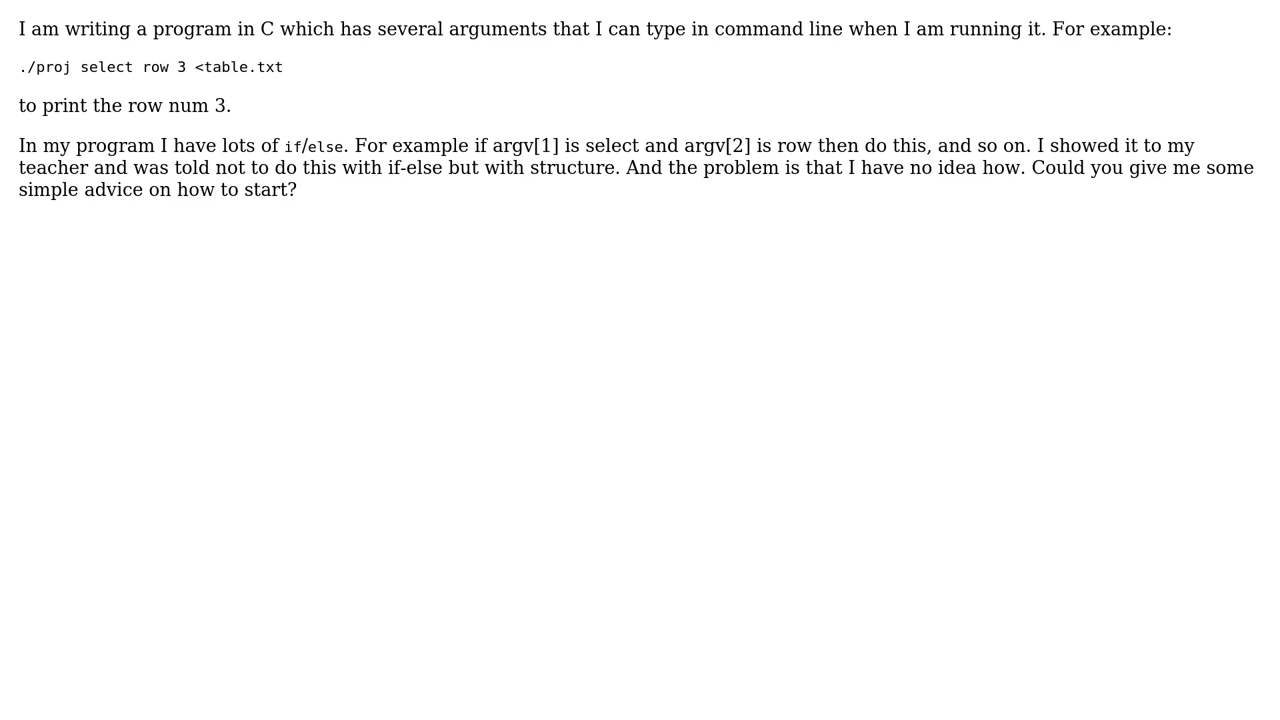 I am writing a program in C which has several arguments that I can type in command line when I am running it. For example:
./proj select row 3 <table.txt
to print the row num 3.
In my program I have lots of if/else. For example if argv[1] is select and argv[2] is row then do this, and so on. I showed it to my
teacher and was told not to do this with if-else but with structure. And the problem is that I have no idea how. Could you give me some
simple advice on how to start?